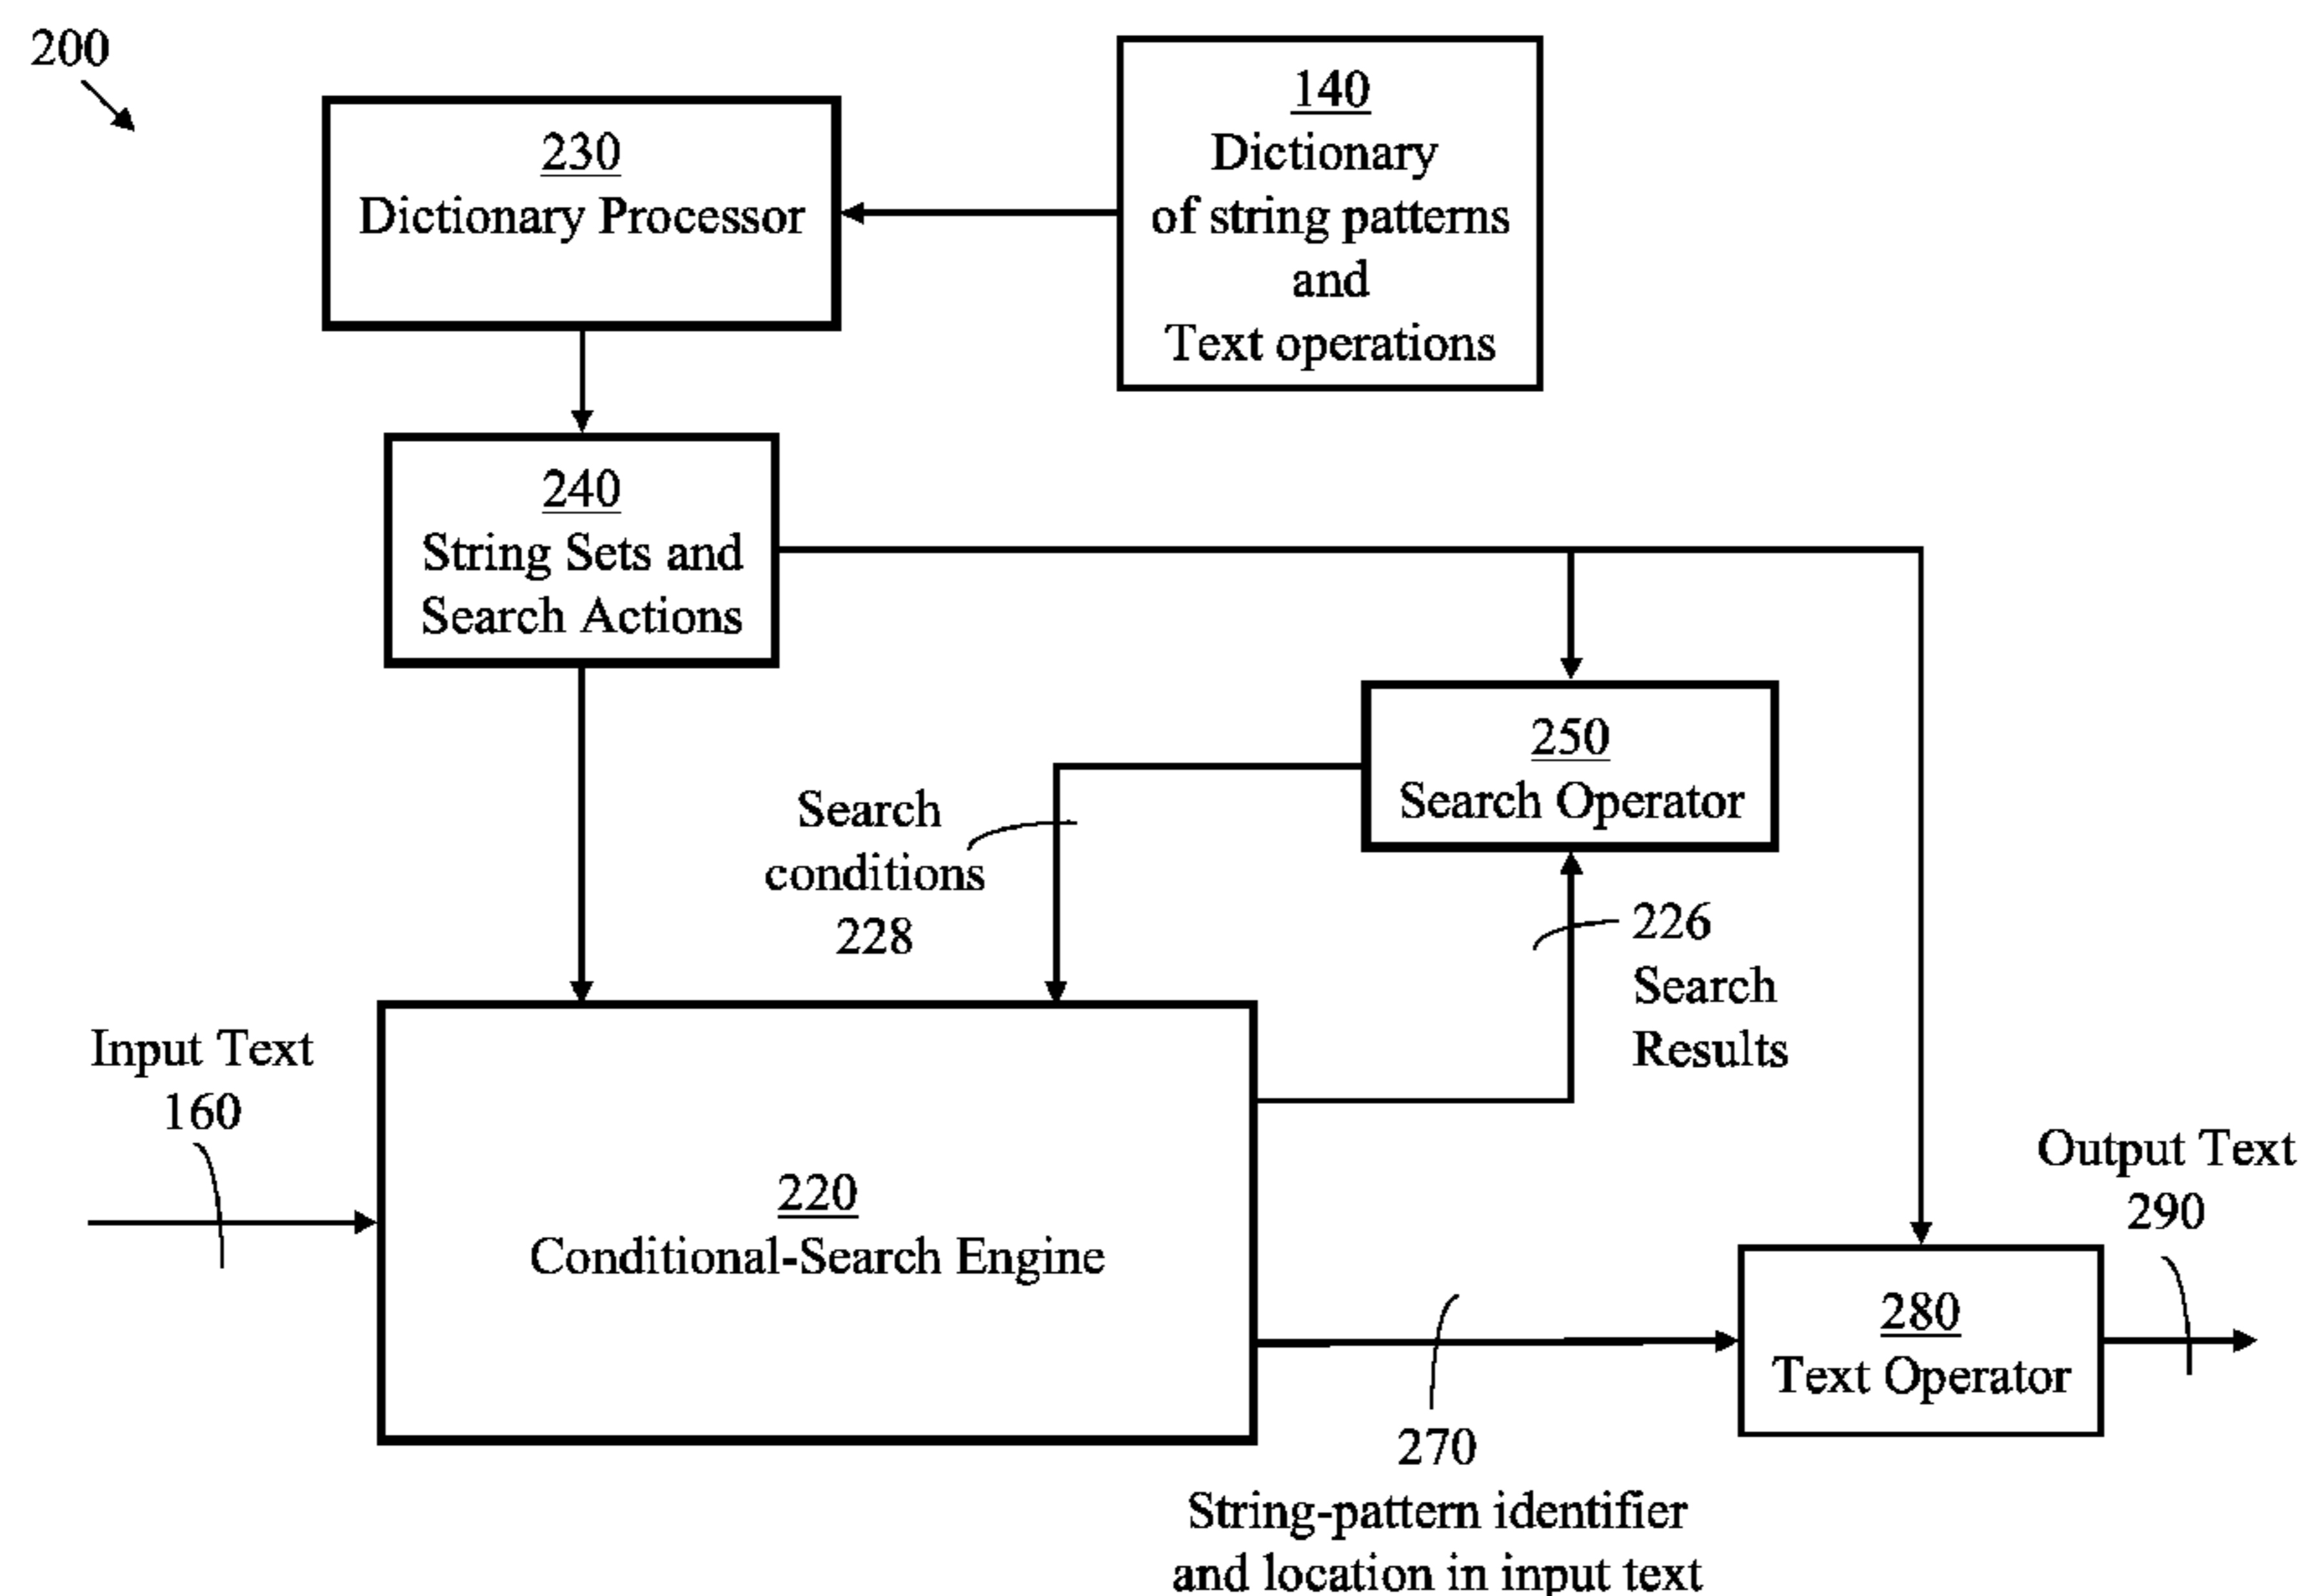 200
140
Dictionary
of string patterns
and
Text operations
230
Dictionary Processor
240
String Sets and
Search Actions
250
Search Operator
Search
conditions
228
226
Search
Results
Input Text
160
220
Conditional-Search Engine
Output Text
290
280
Text Operator
270
String-pattern identifier
and location in input text